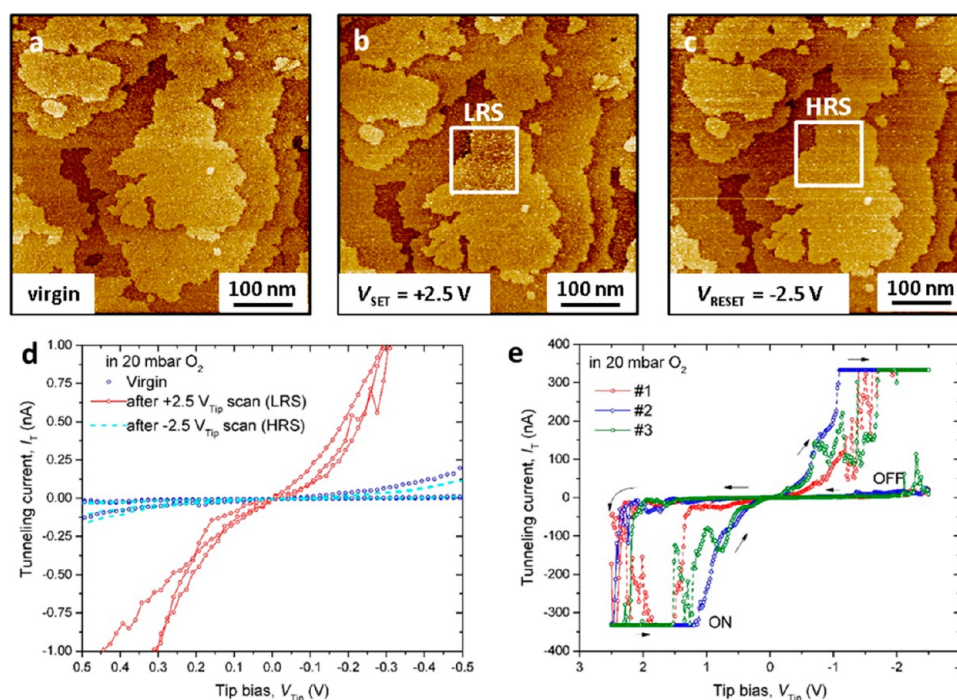 a
virgin
100 nm
b
LRS
V_SET = +2.5 V
100 nm
c
HRS
V_RESET = -2.5 V
100 nm
d
in 20 mbar O₂
Virgin
after +2.5 V_Tip scan (LRS)
after -2.5 V_Tip scan (HRS)
Tunneling current, I_T (nA)
1.00
0.75
0.50
0.25
0.00
-0.25
-0.50
-0.75
-1.00
0.5 0.4 0.3 0.2 0.1 0.0 -0.1 -0.2 -0.3 -0.4 -0.5
Tip bias, V_Tip (V)
e
in 20 mbar O₂
#1
#2
#3
OFF
ON
Tunneling current, I_T (nA)
400
300
200
100
0
-100
-200
-300
-400
3 2 1 0 -1 -2 -3
Tip bias, V_Tip (V)